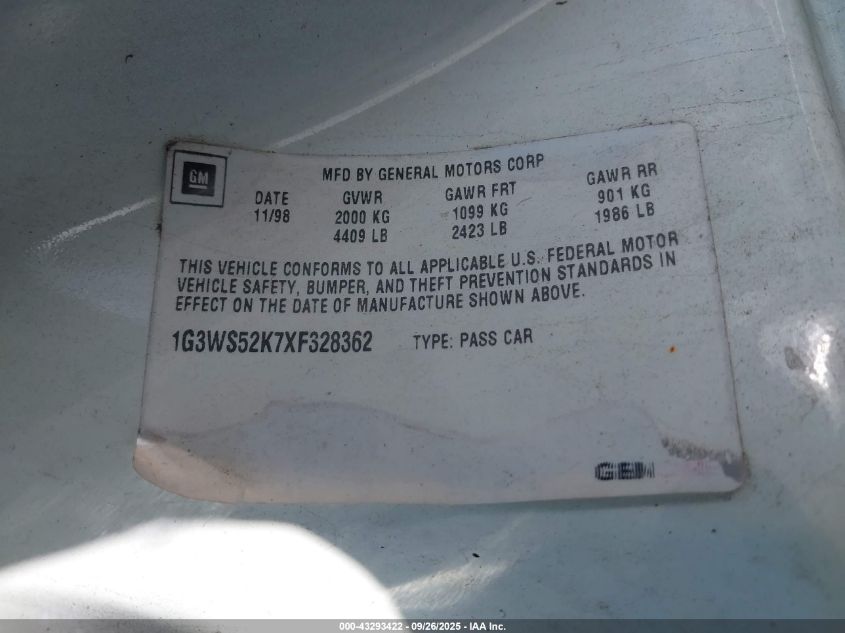 GM
MFD BY GENERAL MOTORS CORP
DATE GVWR GAWR FRT GAWR RR
11/98 2000 KG 1099 KG 901 KG
4409 LB 2423 LB 1986 LB
THIS VEHICLE CONFORMS TO ALL APPLICABLE U.S. FEDERAL MOTOR
VEHICLE SAFETY, BUMPER, AND THEFT PREVENTION STANDARDS IN
EFFECT ON THE DATE OF MANUFACTURE SHOWN ABOVE.
1G3WS52K7XF328362 TYPE: PASS CAR
000-43293422 - 09/26/2025 - IAA Inc.